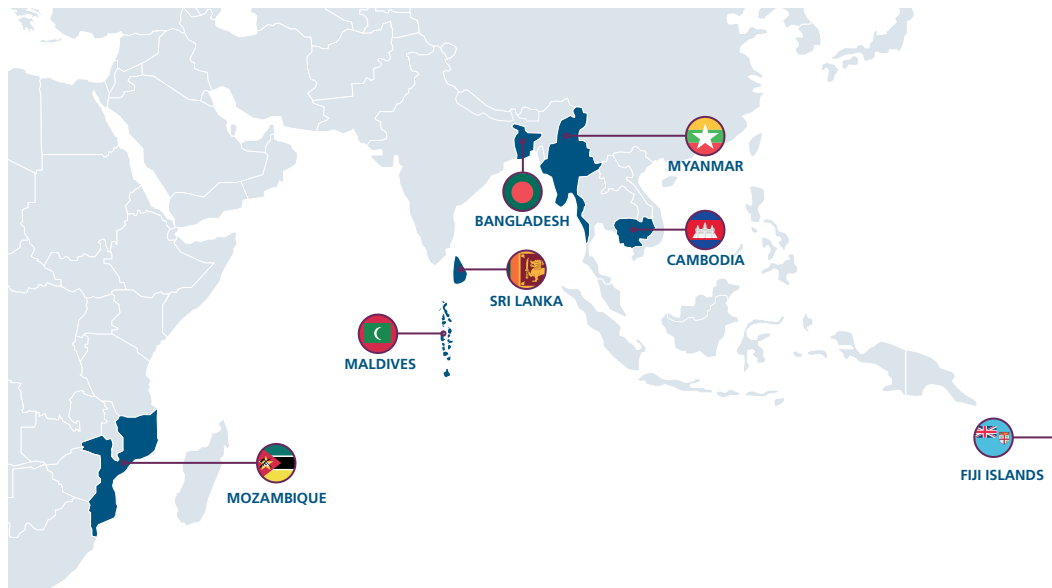 MYANMAR
BANGLADESH
CAMBODIA
SRI LANKA
MALDIVES
FIJI ISLANDS
MOZAMBIQUE